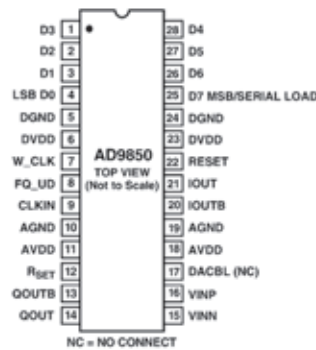 D3 1 28 D4
D2 2 27 D5
D1 3 26 D6
LSB D0 4 25 D7 MSB/SERIAL LOAD
DGND 5 24 DGND
DVDD 6 23 DVDD
W_CLK 7 22 RESET
FQ_UD 8 21 IOUT
CLKIN 9 20 IOUTB
AGND 10 19 AGND
AVDD 11 18 AVDD
RSET 12 17 DACBL (NC)
QOUTB 13 16 VINP
QOUT 14 15 VINN
AD9850
TOP VIEW
(Not to Scale)
NC = NO CONNECT